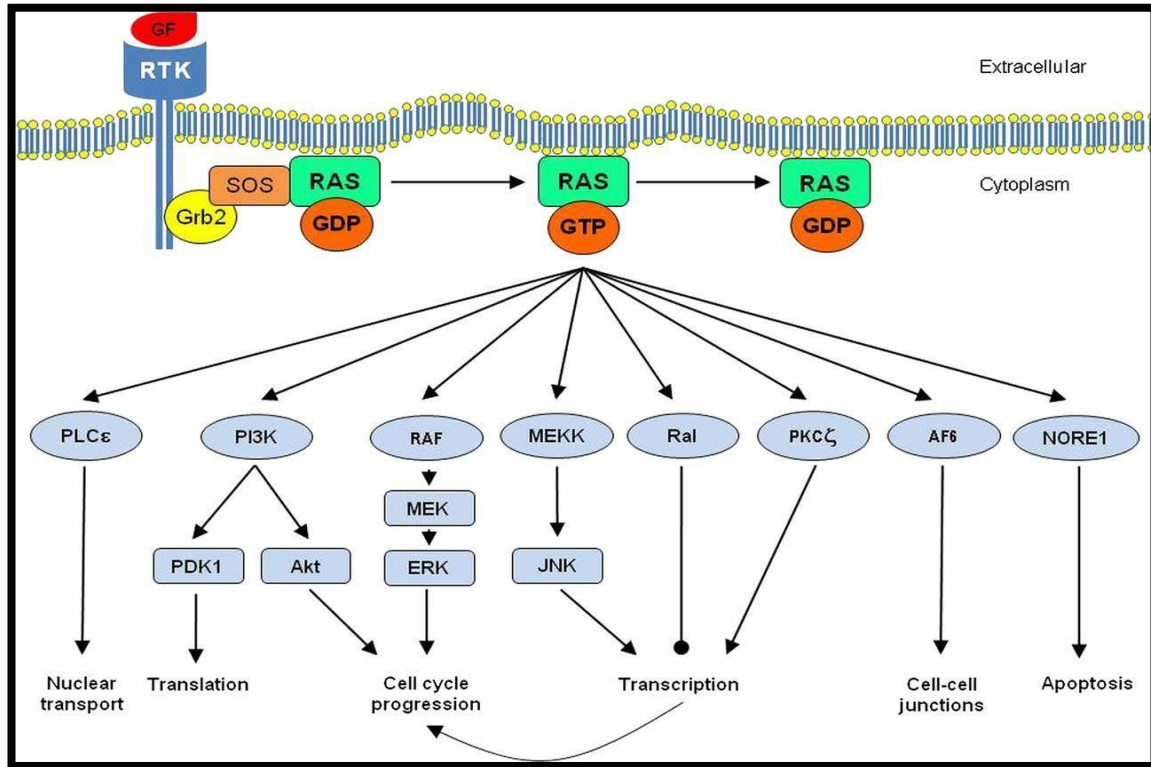 GF
RTK
Extracellular
SOS
RAS
RAS
RAS
Cytoplasm
Grb2
GDP
GTP
GDP
PLCε
PI3K
RAF
MEKK
Ral
PKCζ
AF6
NORE1
MEK
PDK1
Akt
ERK
JNK
Nuclear
transport
Translation
Cell cycle
progression
Transcription
Cell-cell
junctions
Apoptosis